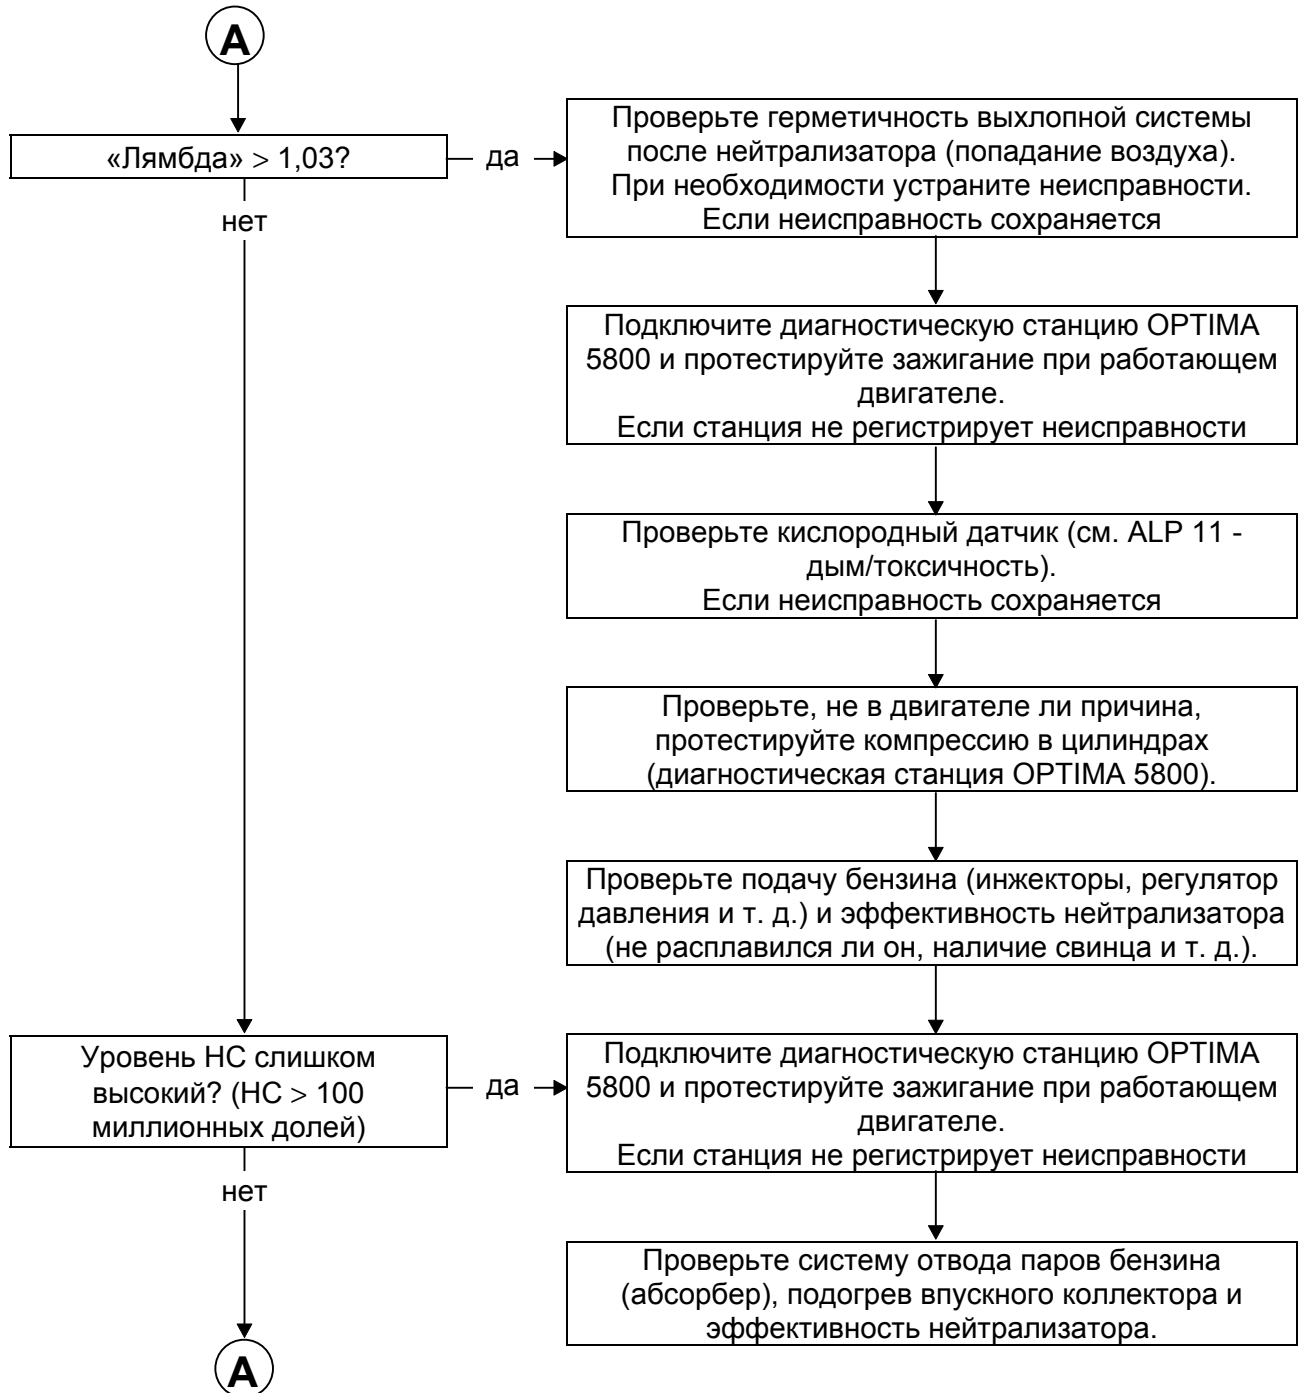 A
«Лямбда» > 1,03?
да
нет
Проверьте герметичность выхлопной системы
после нейтрализатора (попадание воздуха).
При необходимости устраните неисправности.
Если неисправность сохраняется
Подключите диагностическую станцию OPTIMA
5800 и протестируйте зажигание при работающем
двигателе.
Если станция не регистрирует неисправности
Проверьте кислородный датчик (см. ALP 11 -
дым/токсичность).
Если неисправность сохраняется
Проверьте, не в двигателе ли причина,
протестируйте компрессию в цилиндрах
(диагностическая станция OPTIMA 5800).
Проверьте подачу бензина (инжекторы, регулятор
давления и т. д.) и эффективность нейтрализатора
(не расплавился ли он, наличие свинца и т. д.).
Уровень НС слишком
высокий? (НС > 100
миллионных долей)
да
нет
Подключите диагностическую станцию OPTIMA
5800 и протестируйте зажигание при работающем
двигателе.
Если станция не регистрирует неисправности
Проверьте систему отвода паров бензина
(абсорбер), подогрев впускного коллектора и
эффективность нейтрализатора.
A